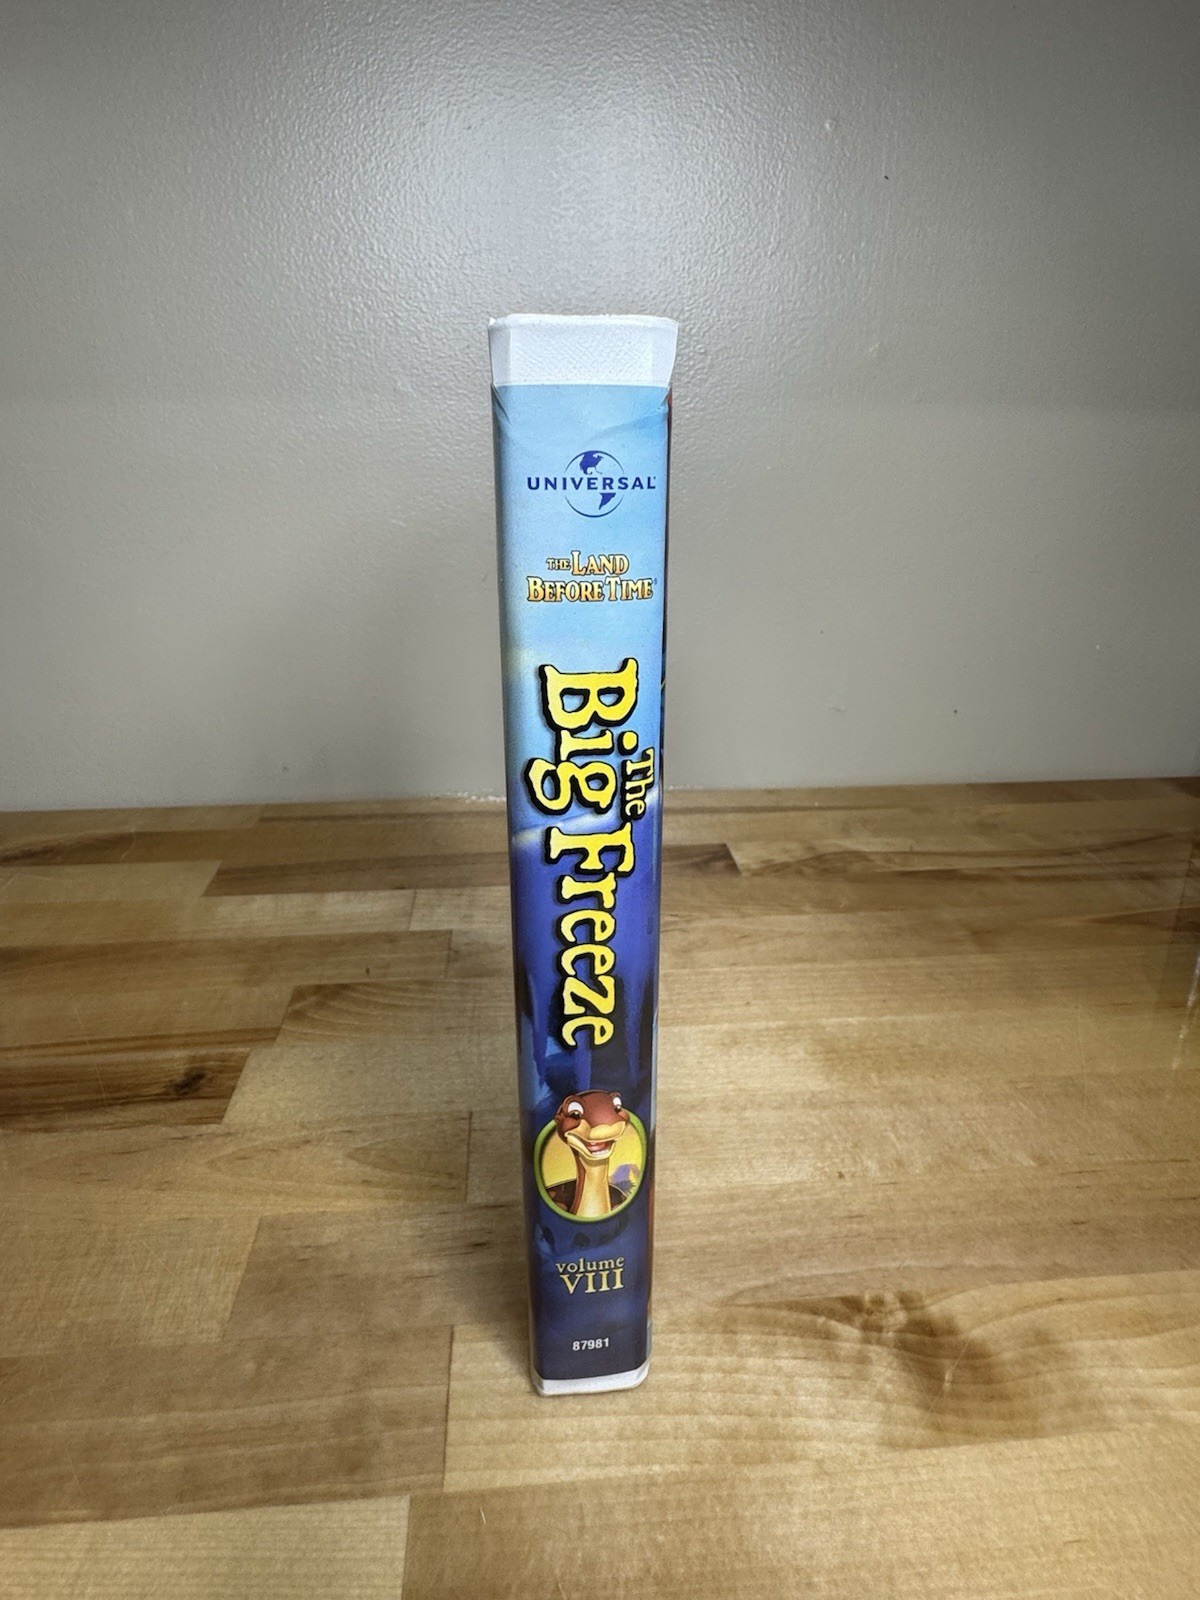 UNIVERSAL
THE LAND
BEFORE TIME®
The
Big Freeze
volume
VIII
87981